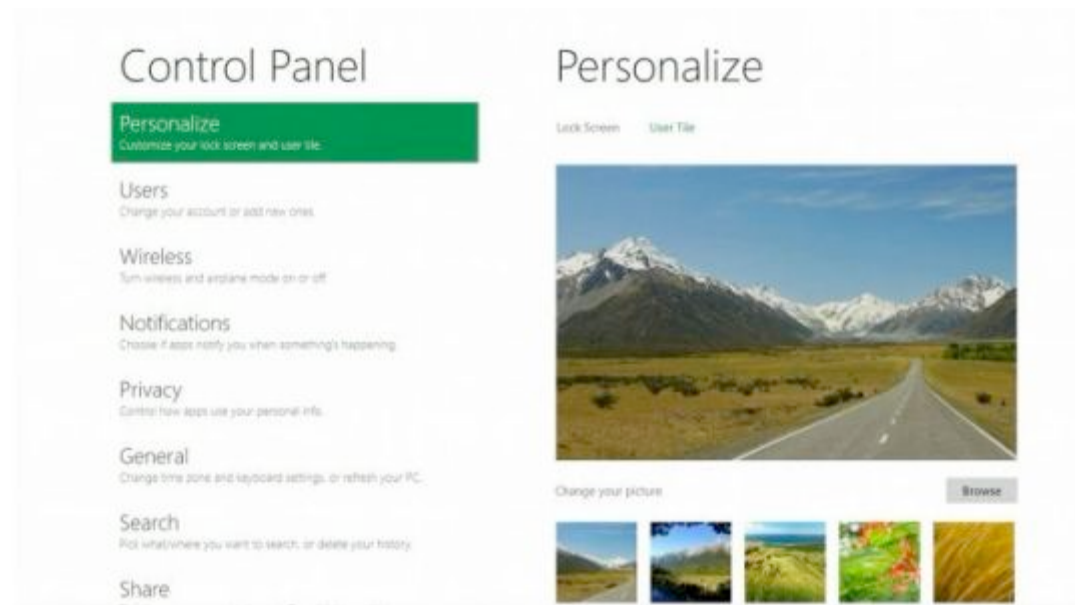 Control Panel
Personalize
Customize your lock screen and user tile.
Users
Change your account or add new ones
Wireless
Turn wireless and airplane mode on or off
Notifications
Choose if apps notify you when something's happening.
Privacy
Control how apps use your personal info.
General
Change time zone and keyboard settings, or refresh your PC.
Search
Pick what/where you want to search, or delete your history.
Share
Personalize
Lock Screen User Tile
Change your picture Browse